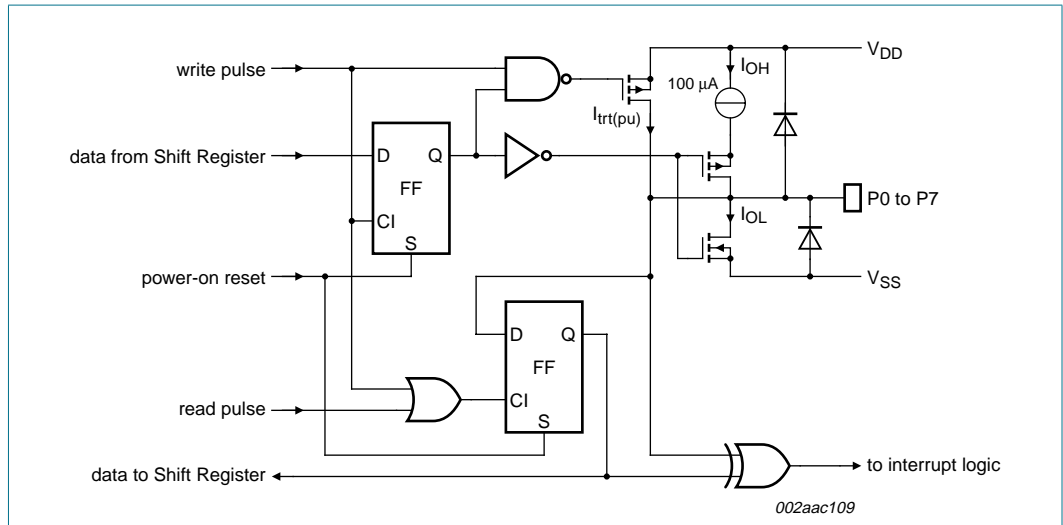 write pulse
data from Shift Register
power-on reset
read pulse
data to Shift Register
D
Q
FF
CI
S
D
Q
FF
CI
S
I_trt(pu)
100 μA
I_OH
V_DD
P0 to P7
I_OL
V_SS
to interrupt logic
002aac109